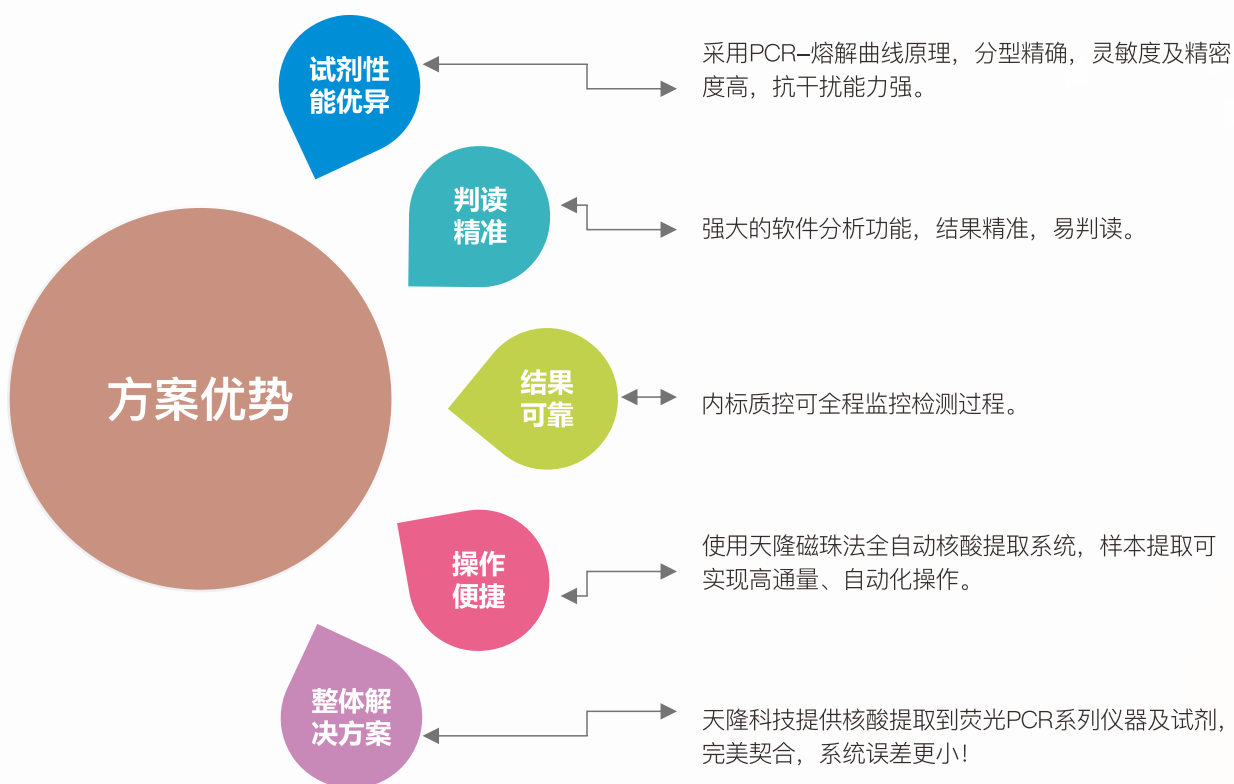 方案优势
试剂性
能优异
采用PCR–熔解曲线原理，分型精确，灵敏度及精密
度高，抗干扰能力强。
判读
精准
强大的软件分析功能，结果精准，易判读。
结果
可靠
内标质控可全程监控检测过程。
操作
便捷
使用天隆磁珠法全自动核酸提取系统，样本提取可
实现高通量、自动化操作。
整体解
决方案
天隆科技提供核酸提取到荧光PCR系列仪器及试剂，
完美契合，系统误差更小！